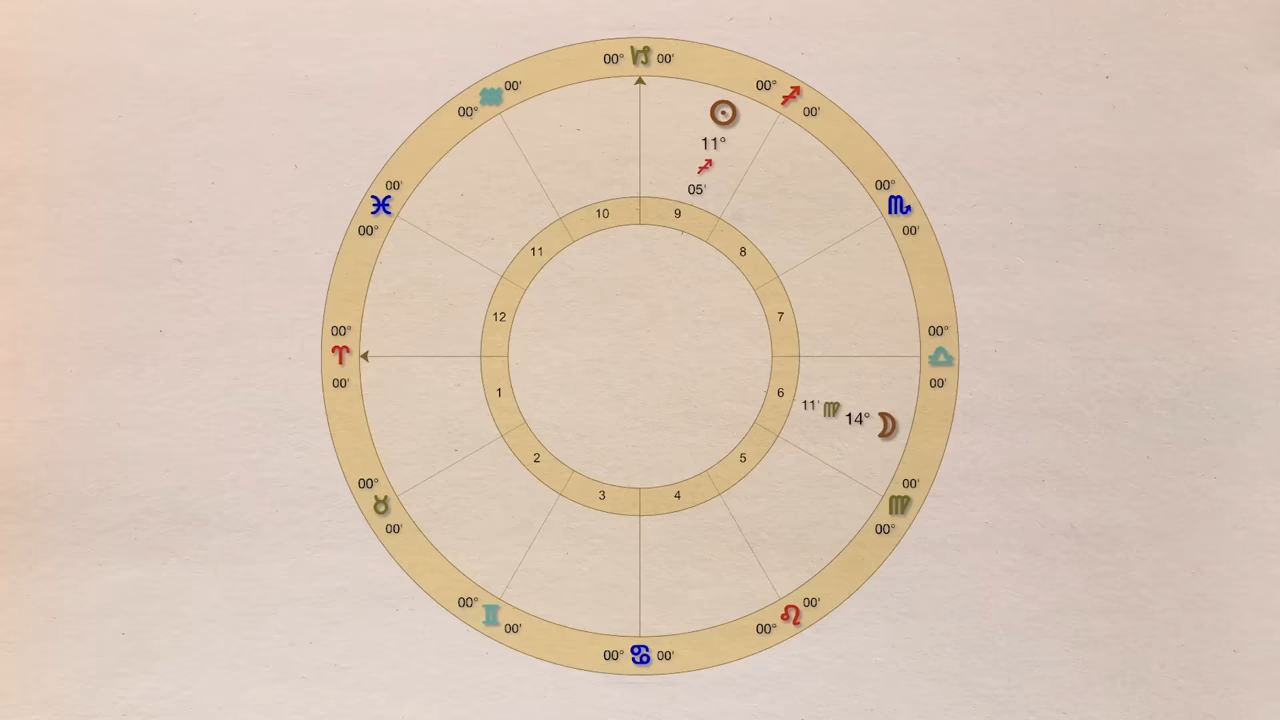 00° ♑ 00'
00° ♐ 00'
00° ♒ 00'
☉
11°
♐
05'
00° ♏ 00'
00' ♓ 00°
10 9
11 8
12 7
00° ♎ 00'
00° ♈ 00'
1 6
11' ♍ 14° ☽
2 5
3 4
00° ♉ 00'
00' ♍ 00°
00° ♊ 00'
00' ♌ 00°
00° ♋ 00'